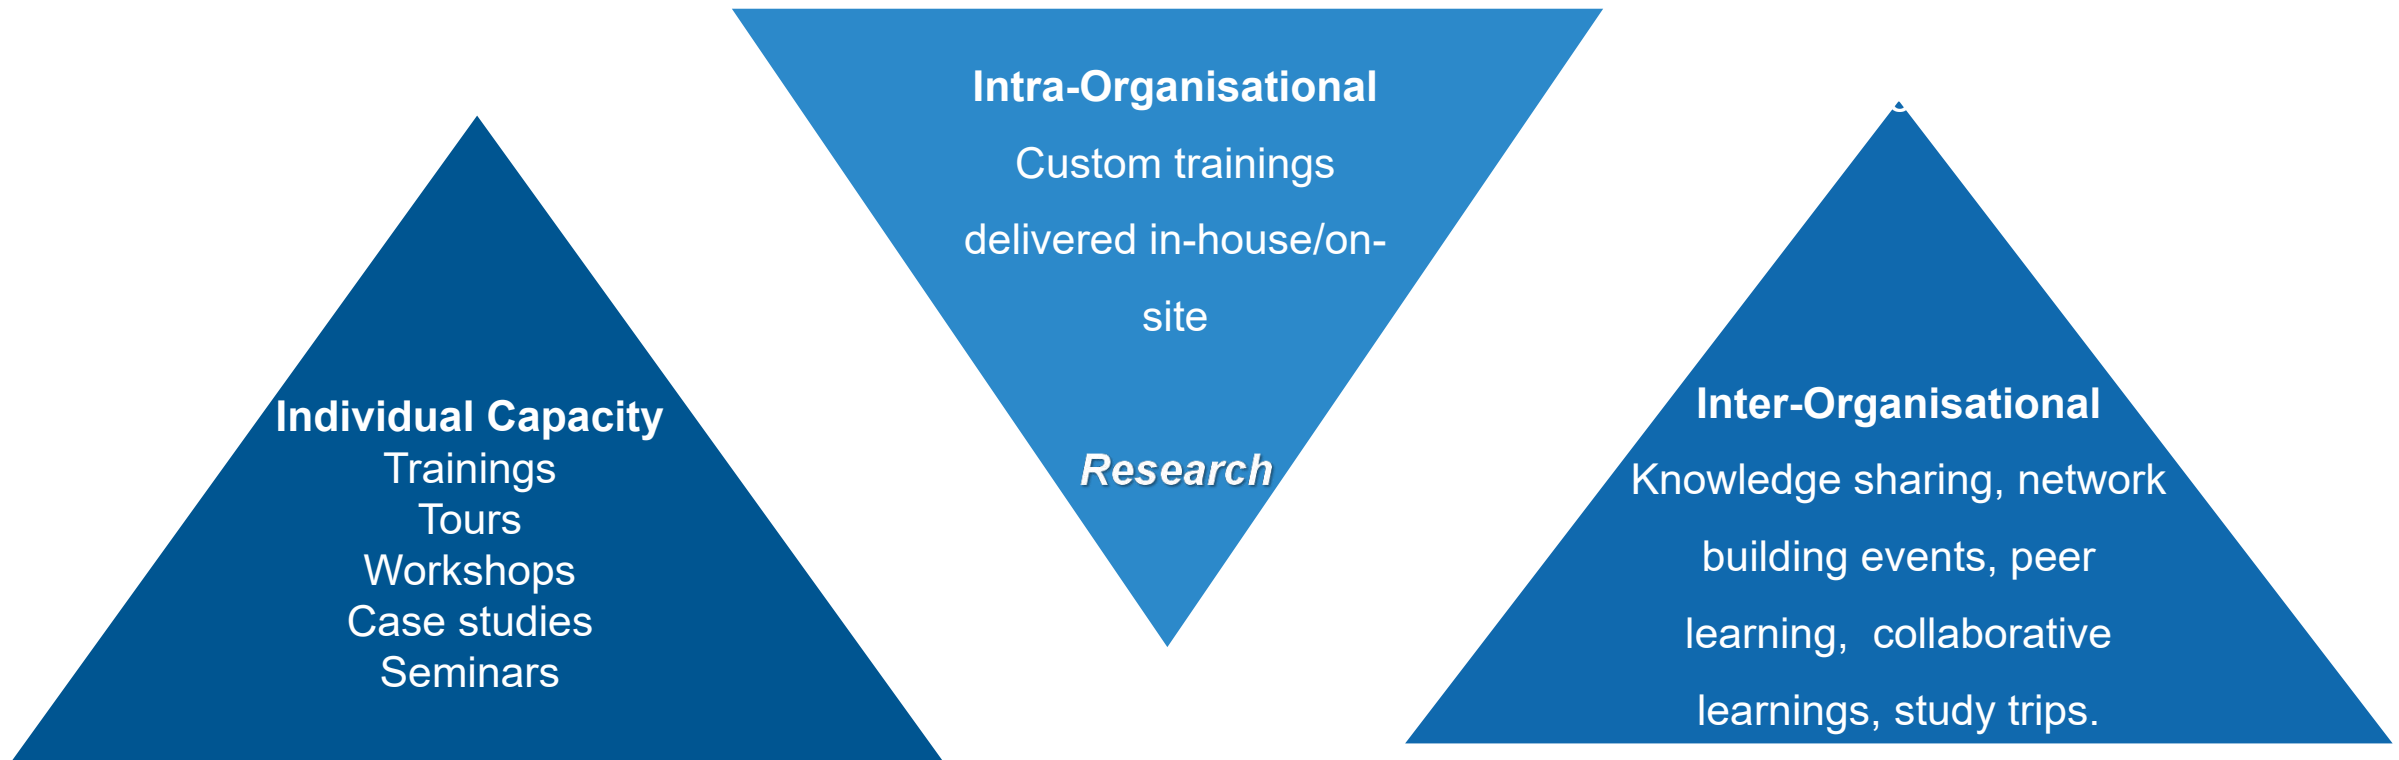 Individual Capacity
Trainings
Tours
Workshops
Case studies
Seminars
Intra-Organisational
Custom trainings
delivered in-house/on-
site
Research
Inter-Organisational
Knowledge sharing, network
building events, peer
learning,  collaborative
learnings, study trips.